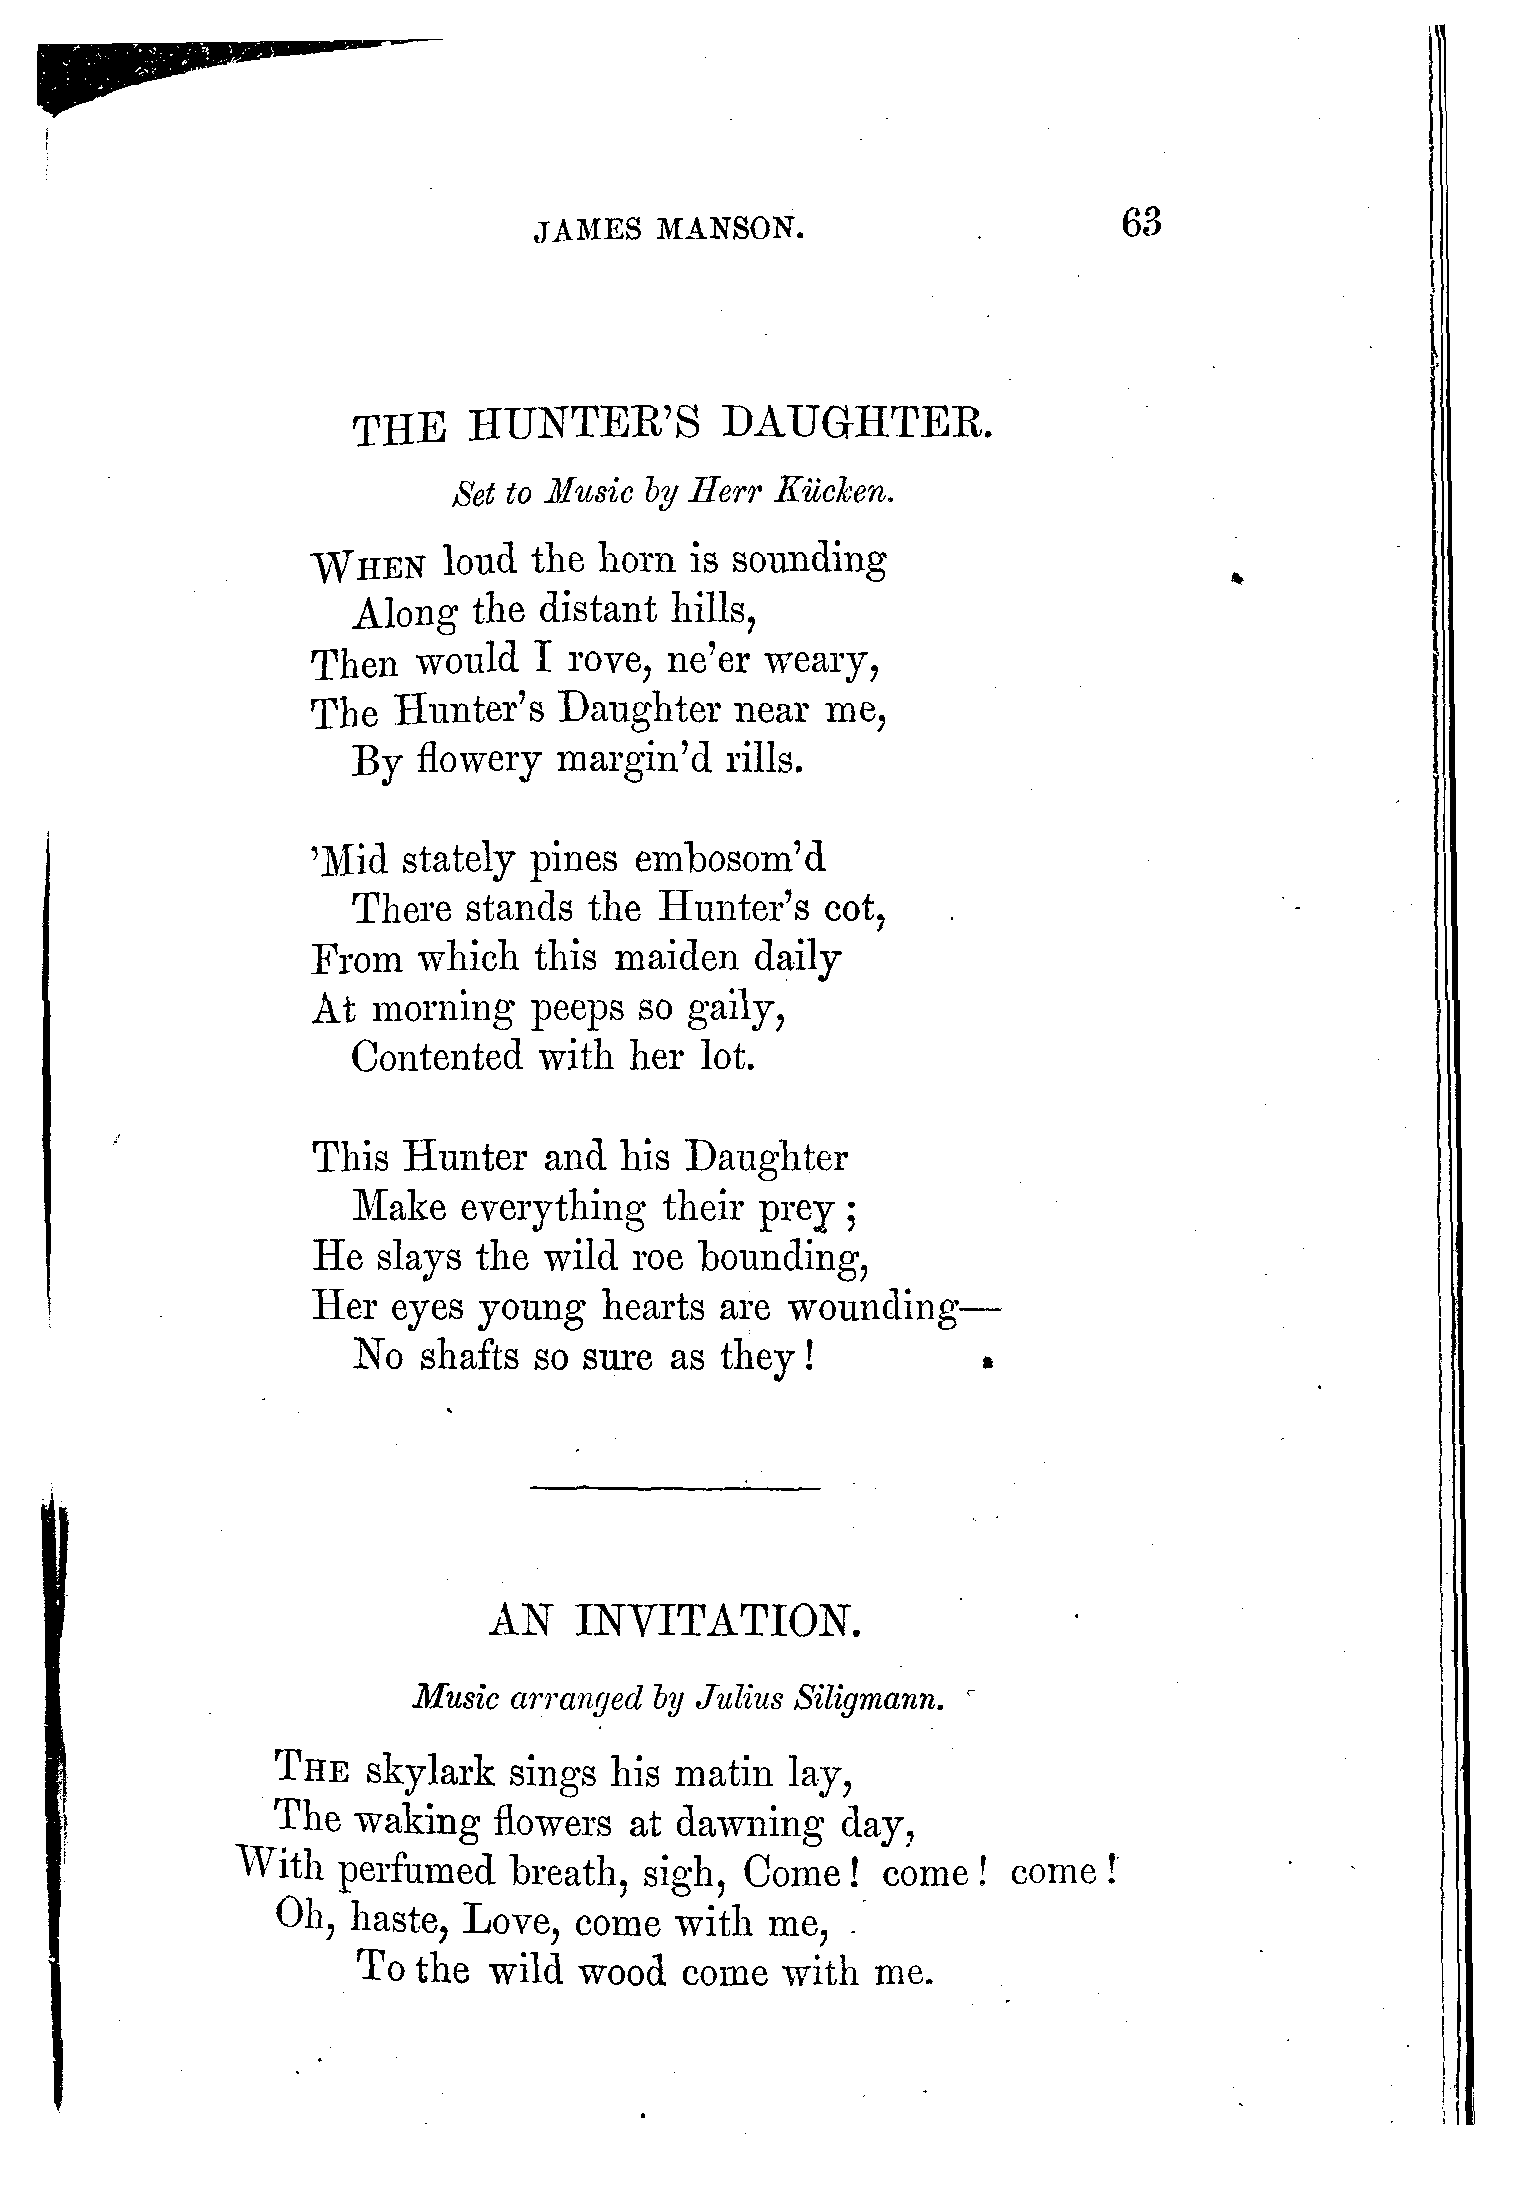 JAMES MANSON. 63
THE HUNTER'S DAUGHTER.
Set to Music by Herr Kücken.
WHEN loud the horn is sounding
Along the distant hills,
Then would I rove, ne'er weary,
The Hunter's Daughter near me,
By flowery margin'd rills.
'Mid stately pines embosom'd
There stands the Hunter's cot,
From which this maiden daily
At morning peeps so gaily,
Contented with her lot.
This Hunter and his Daughter
Make everything their prey ;
He slays the wild roe bounding,
Her eyes young hearts are wounding—
No shafts so sure as they !
AN INVITATION.
Music arranged by Julius Siligmann.
THE skylark sings his matin lay,
The waking flowers at dawning day,
With perfumed breath, sigh, Come ! come ! come !
Oh, haste, Love, come with me,
To the wild wood come with me.